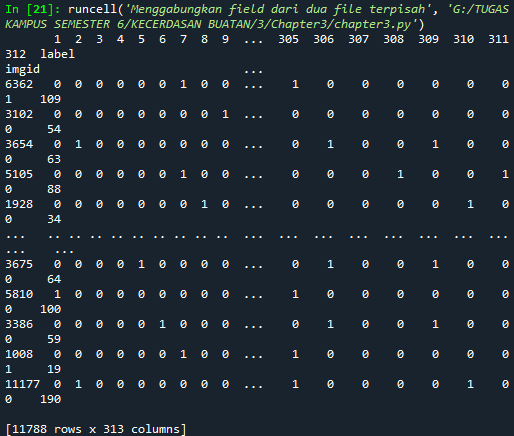 In [21]: runcell('Menggabungkan field dari dua file terpisah', 'G:/TUGAS
KAMPUS SEMESTER 6/KECERDASAN BUATAN/3/Chapter3/chapter3.py')
1 2 3 4 5 6 7 8 9 ... 305 306 307 308 309 310 311
312 label
imgid ...
6362 0 0 0 0 0 1 0 0 ... 1 0 0 0 0 0 0
1 109
3102 0 0 0 0 0 0 0 0 1 ... 0 0 0 0 0 0 0
0 54
3654 0 1 0 0 0 0 0 0 0 ... 0 1 0 0 1 0 0
0 63
5105 0 0 0 0 0 0 1 0 0 ... 0 0 0 1 0 0 1
0 88
1928 0 0 0 0 0 0 0 1 0 ... 0 0 0 0 0 1 0
0 34
... .. .. .. .. .. .. .. .. .. ... ... ... ... ... ... ... ...
... ...
3675 0 0 0 0 1 0 0 0 0 ... 0 1 0 0 1 0 0
0 64
5810 1 0 0 0 0 0 0 0 0 ... 1 0 0 0 0 0 0
0 100
3386 0 0 0 0 0 1 0 0 0 ... 0 1 0 0 1 0 0
0 59
1008 0 0 0 0 0 0 1 0 0 ... 1 0 0 0 0 0 0
1 19
11177 0 1 0 0 0 0 0 0 0 ... 1 0 0 0 0 1 0
0 190
[11788 rows x 313 columns]